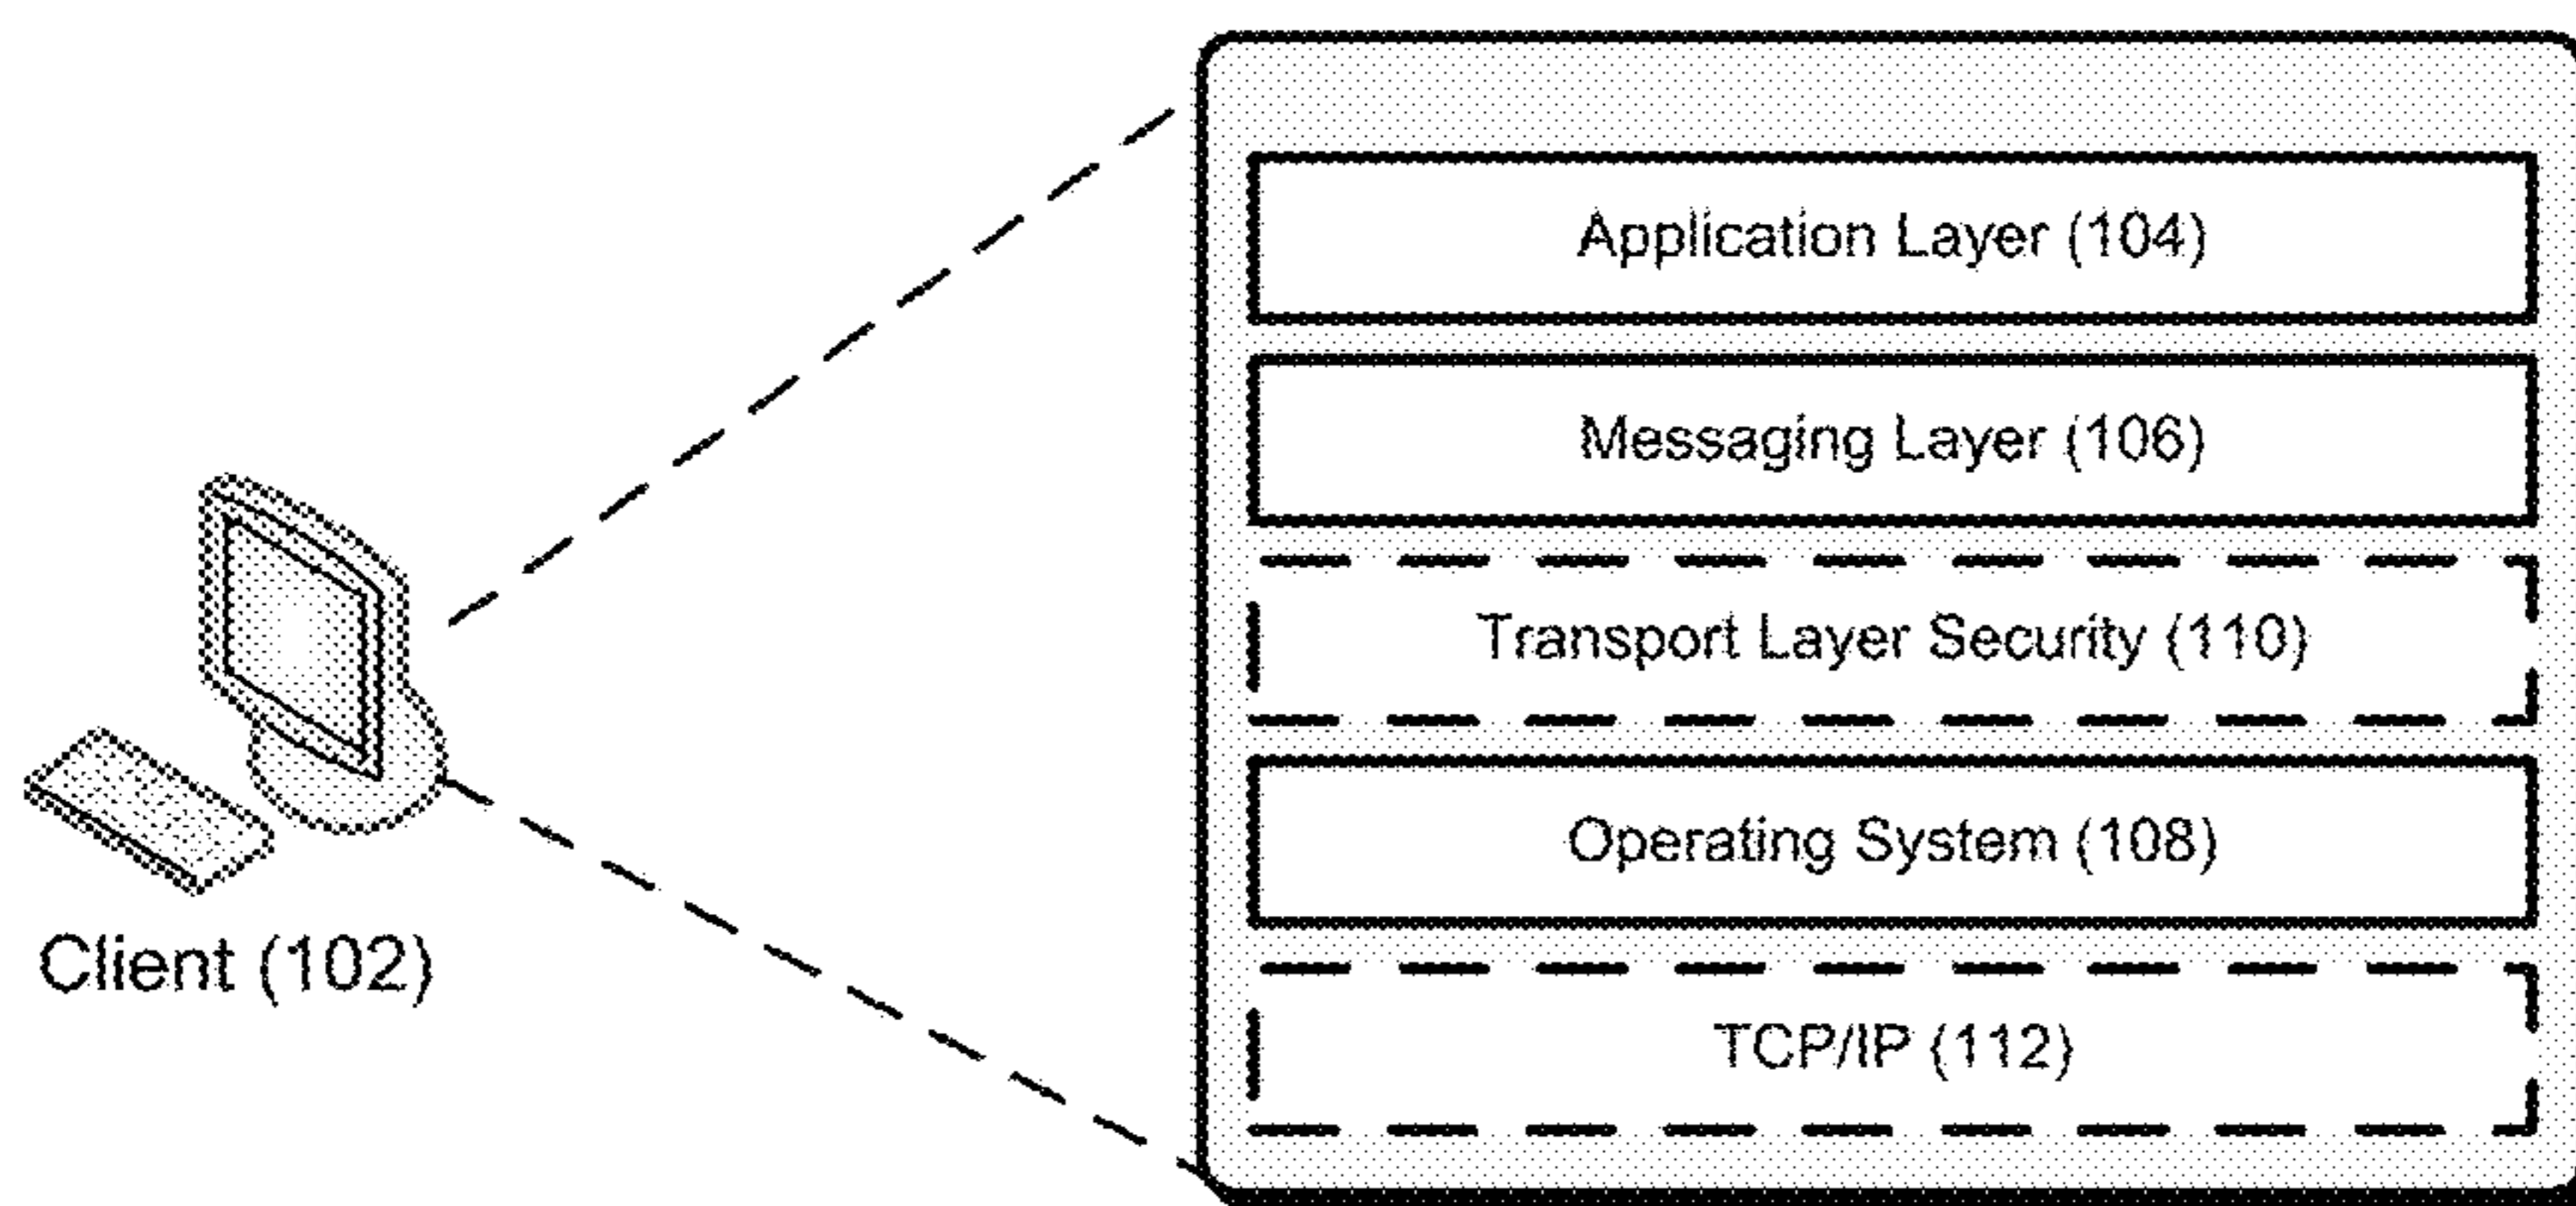 Application Layer (104)
Messaging Layer (106)
Transport Layer Security (110)
Operating System (108)
Client (102)
TCP/IP (112)